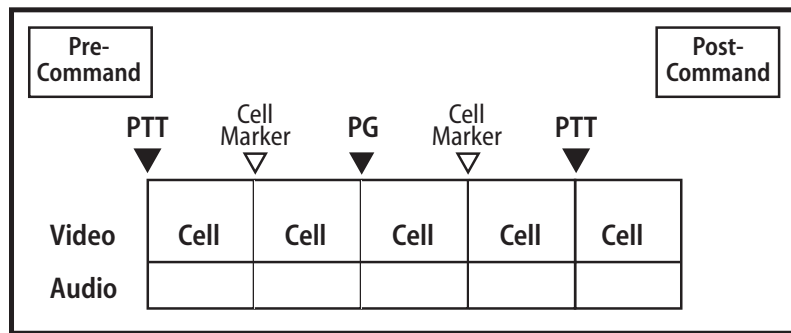 Pre-
Command
Post-
Command
PTT
Cell
Marker
PG
Cell
Marker
PTT
Video
Cell
Cell
Cell
Cell
Cell
Audio